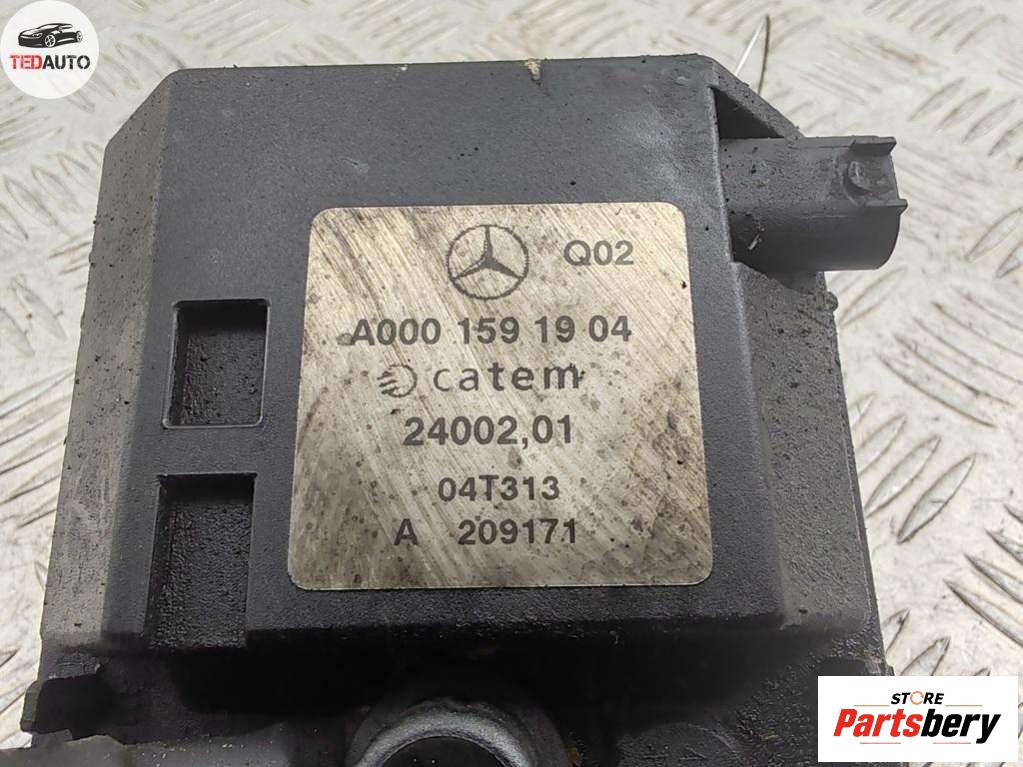 TEDAUTO
Q02
A000 159 19 04
catem
24002,01
04T313
A 209171
STORE
Partsbery